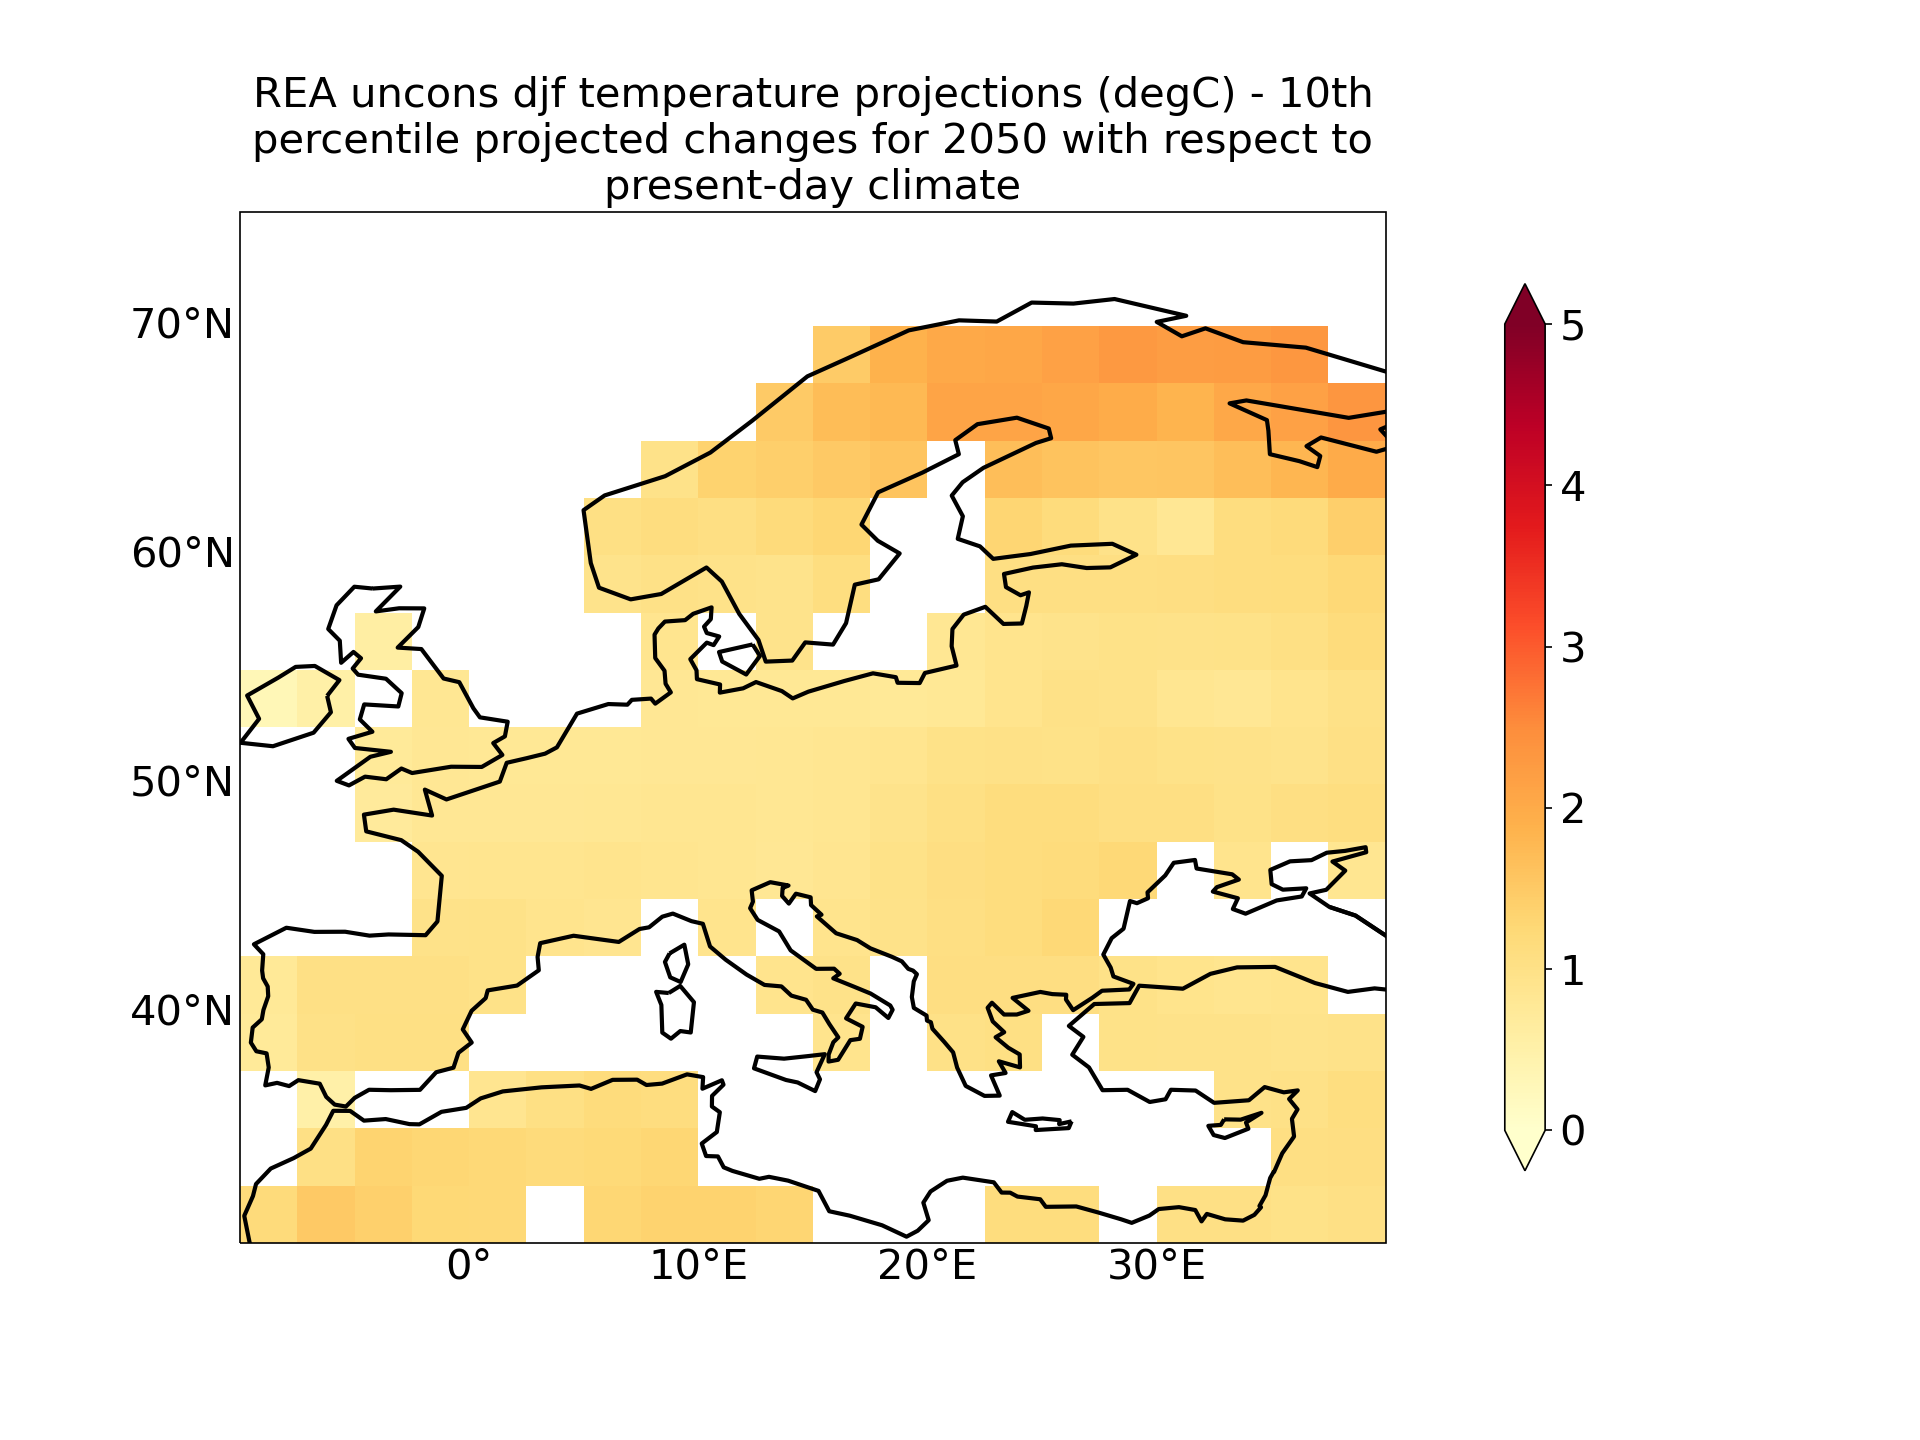 REA uncons djf temperature projections (degC) - 10th
percentile projected changes for 2050 with respect to
present-day climate
70°N
60°N
50°N
40°N
0°
10°E
20°E
30°E
5
4
3
2
1
0